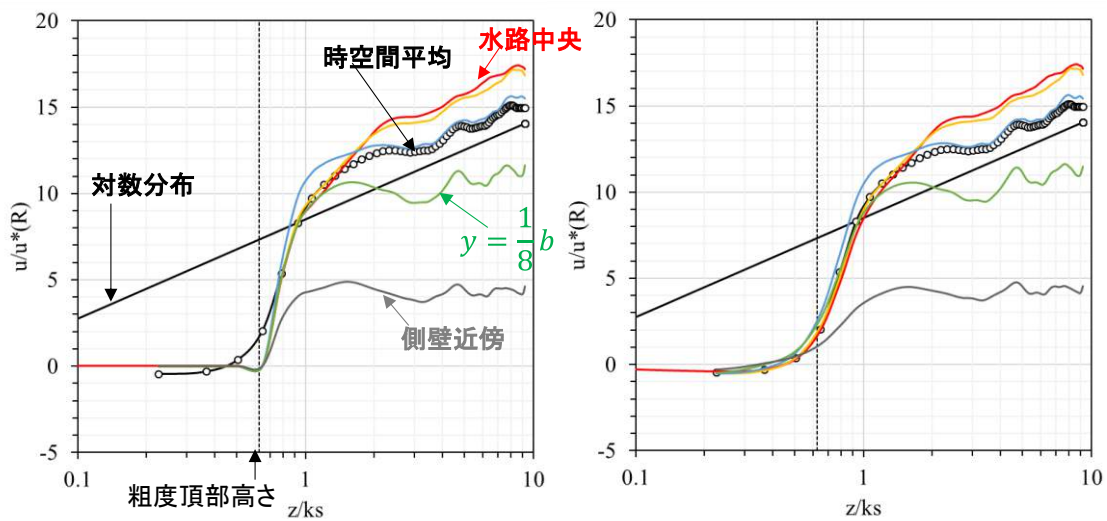 20
15
10
5
0
-5
0.1
1
10
u/u*(R)
z/ks
時空間平均
水路中央
対数分布
y = 1/8 b
側壁近傍
粗度頂部高さ
20
15
10
5
0
-5
0.1
1
10
u/u*(R)
z/ks